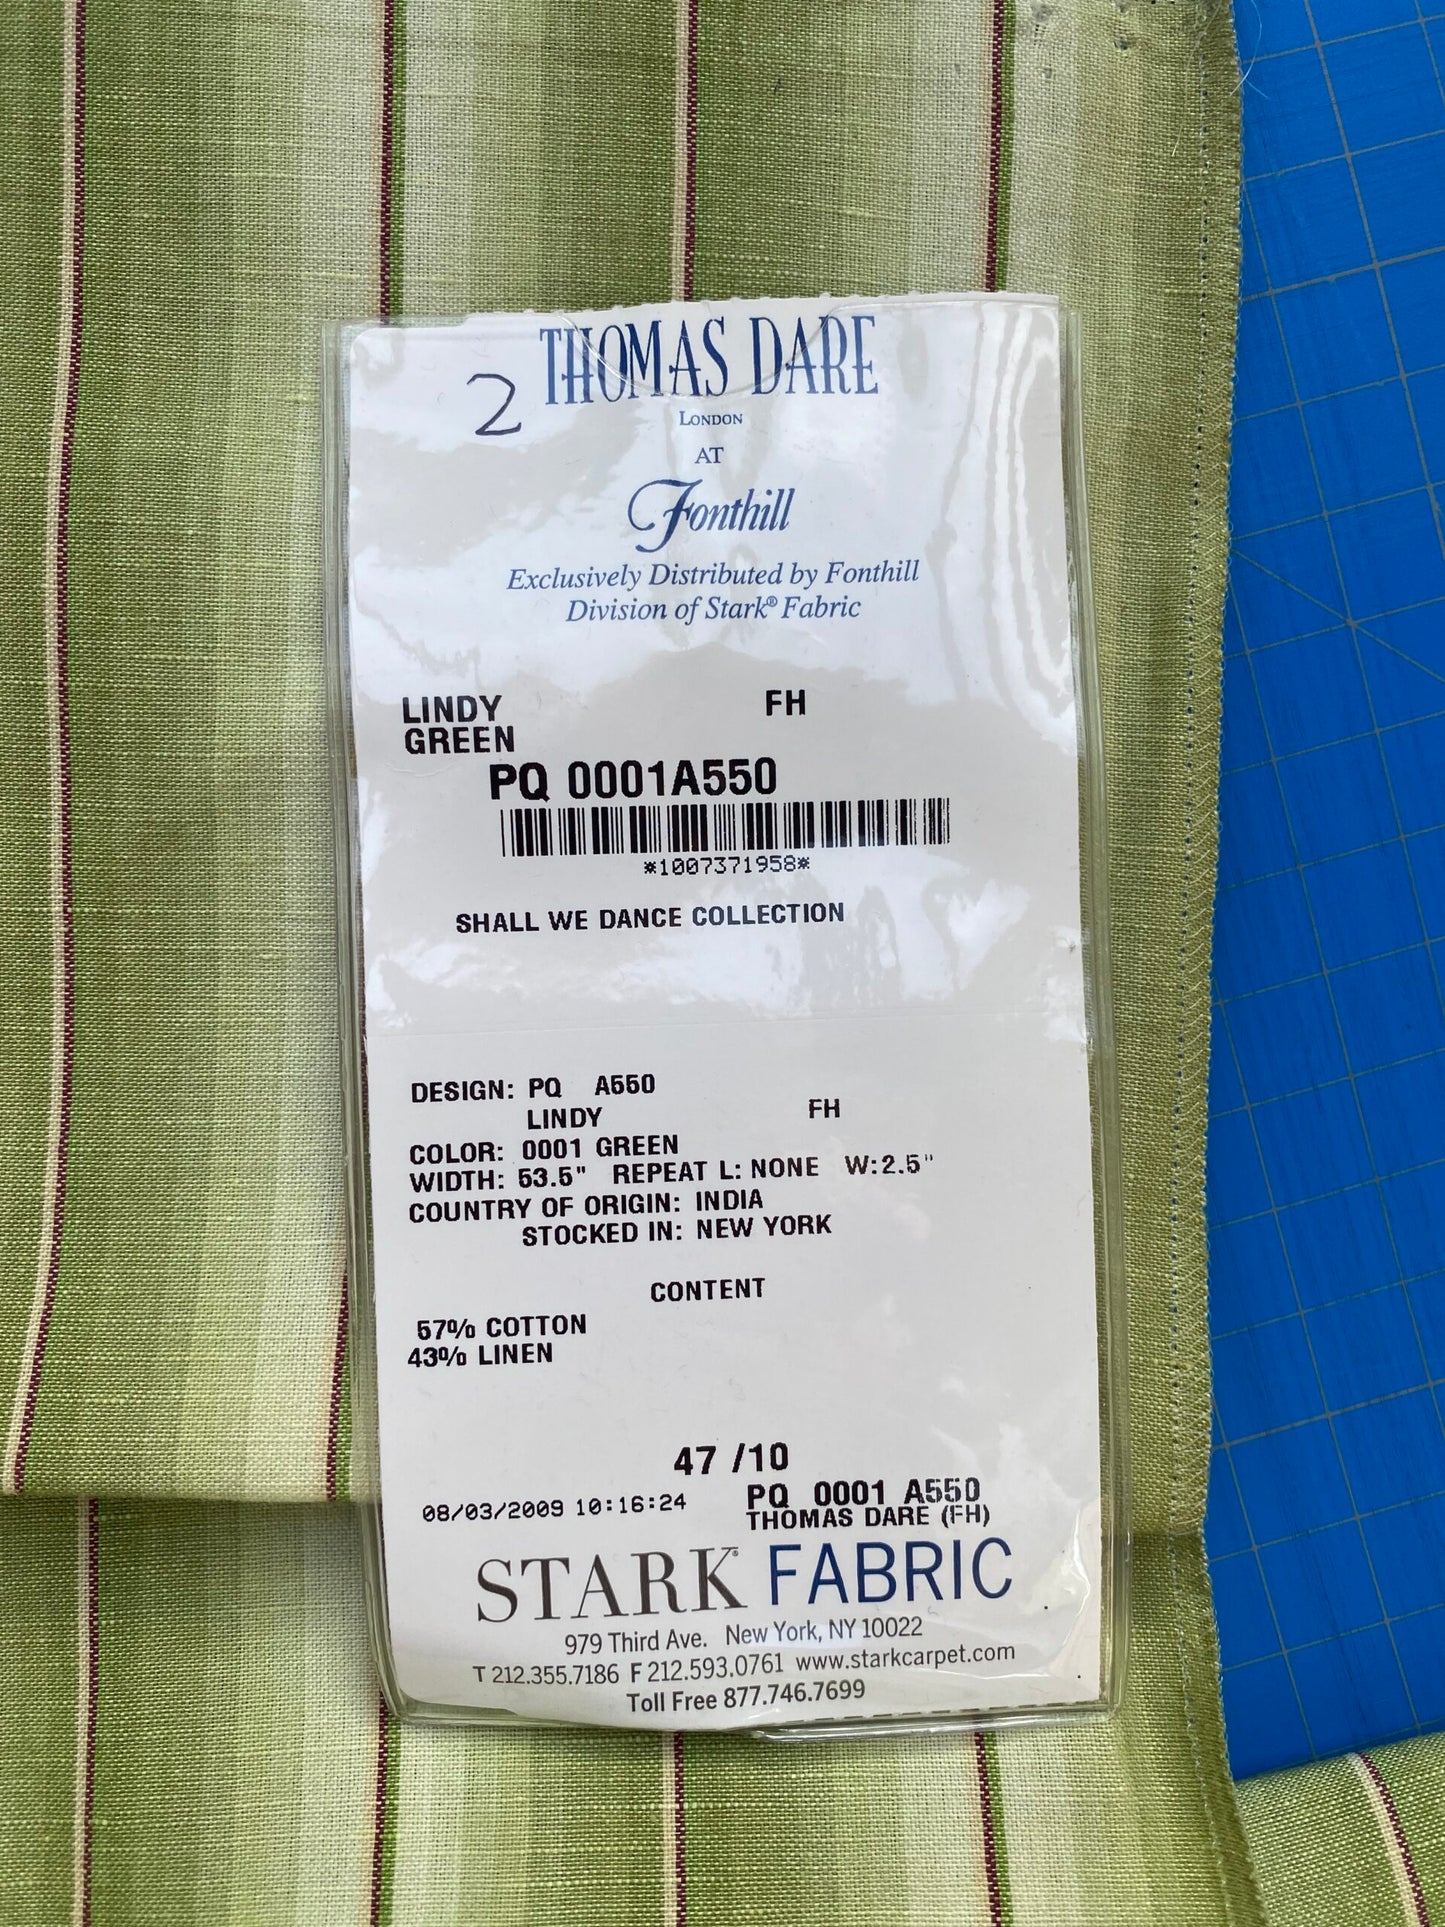 2
THOMAS DARE
LONDON
AT
Fonthill
Exclusively Distributed by Fonthill
Division of Stark® Fabric
LINDY FH
GREEN
PQ 0001A550
*1007371958*
SHALL WE DANCE COLLECTION
DESIGN: PQ A550
LINDY FH
COLOR: 0001 GREEN
WIDTH: 53.5" REPEAT L: NONE W:2.5"
COUNTRY OF ORIGIN: INDIA
STOCKED IN: NEW YORK
CONTENT
57% COTTON
43% LINEN
47 /10
08/03/2009 10:16:24 PQ 0001 A550
THOMAS DARE (FH)
STARK® FABRIC
979 Third Ave. New York, NY 10022
T 212.355.7186 F 212.593.0761 www.starkcarpet.com
Toll Free 877.746.7699